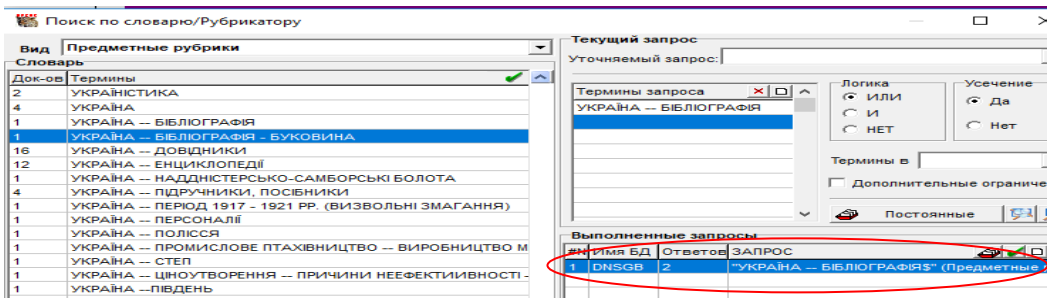 Поиск по словарю/Рубрикатору
Вид Предметные рубрики
Словарь
Док-ов Термины
2 УКРАЇНІСТИКА
4 УКРАЇНА
1 УКРАЇНА -- БІБЛІОГРАФІЯ
1 УКРАЇНА -- БІБЛІОГРАФІЯ - БУКОВИНА
16 УКРАЇНА -- ДОВІДНИКИ
12 УКРАЇНА -- ЕНЦИКЛОПЕДІЇ
1 УКРАЇНА -- НАДДНІСТЕРСЬКО-САМБОРСЬКІ БОЛОТА
4 УКРАЇНА -- ПІДРУЧНИКИ, ПОСІБНИКИ
1 УКРАЇНА -- ПЕРІОД 1917 - 1921 РР. (ВИЗВОЛЬНІ ЗМАГАННЯ)
1 УКРАЇНА -- ПЕРСОНАЛІЇ
1 УКРАЇНА -- ПОЛІССЯ
1 УКРАЇНА -- ПРОМИСЛОВЕ ПТАХІВНИЦТВО -- ВИРОБНИЦТВО М
1 УКРАЇНА -- СТЕП
1 УКРАЇНА -- ЦІНОУТВОРЕННЯ -- ПРИЧИНИ НЕЕФЕКТИИВНОСТІ -
1 УКРАЇНА --ПІВДЕНЬ
Текущий запрос
Уточняемый запрос:
Термины запроса
УКРАЇНА -- БІБЛІОГРАФІЯ
Логика
ИЛИ
И
НЕТ
Усечение
Да
Нет
Термины в
Дополнительные ограниче
Постоянные
Выполненные запросы
#N Имя БД Ответов ЗАПРОС
1 DNSGB 2 "УКРАЇНА -- БІБЛІОГРАФІЯ$" (Предметные